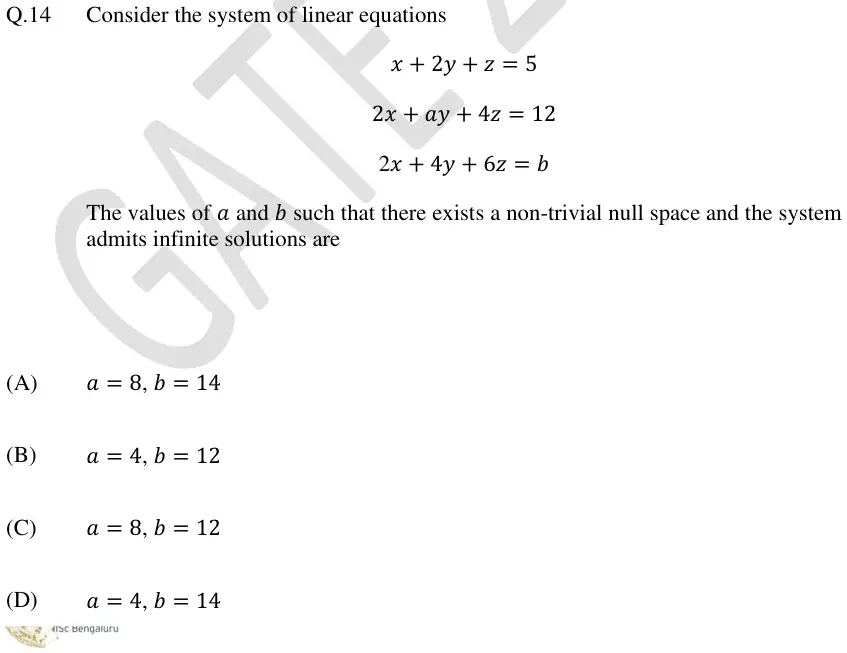 Q.14 Consider the system of linear equations
x + 2y + z = 5
2x + ay + 4z = 12
2x + 4y + 6z = b
The values of a and b such that there exists a non-trivial null space and the system
admits infinite solutions are
GATE 2
(A) a = 8, b = 14
(B) a = 4, b = 12
(C) a = 8, b = 12
(D) a = 4, b = 14
IISc Bengaluru